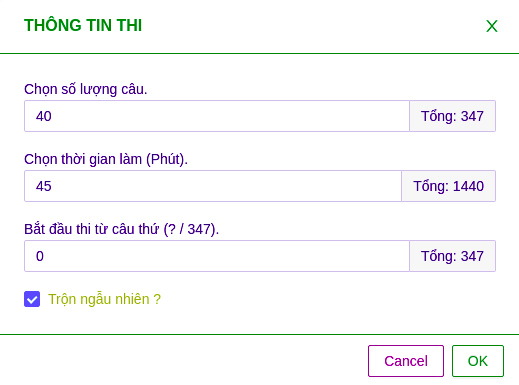 THÔNG TIN THI
Chọn số lượng câu.
40 Tổng: 347
Chọn thời gian làm (Phút).
45 Tổng: 1440
Bắt đầu thi từ câu thứ (? / 347).
0 Tổng: 347
Trộn ngẫu nhiên ?
Cancel OK